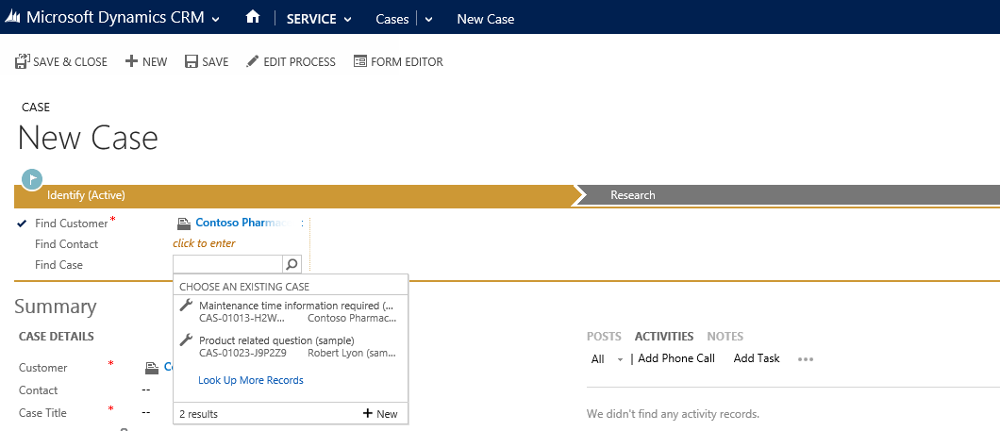 Microsoft Dynamics CRM SERVICE Cases New Case
SAVE & CLOSE NEW SAVE EDIT PROCESS FORM EDITOR
CASE
New Case
Identify (Active) Research
Find Customer* Contoso Pharmac
Find Contact click to enter
Find Case
CHOOSE AN EXISTING CASE
Maintenance time information required (...
CAS-01013-H2W... Contoso Pharmac...
Product related question (sample)
CAS-01023-J9P2Z9 Robert Lyon (sam...
Look Up More Records
2 results New
Summary
CASE DETAILS
Customer * C
Contact --
Case Title * --
POSTS ACTIVITIES NOTES
All | Add Phone Call Add Task ...
We didn't find any activity records.